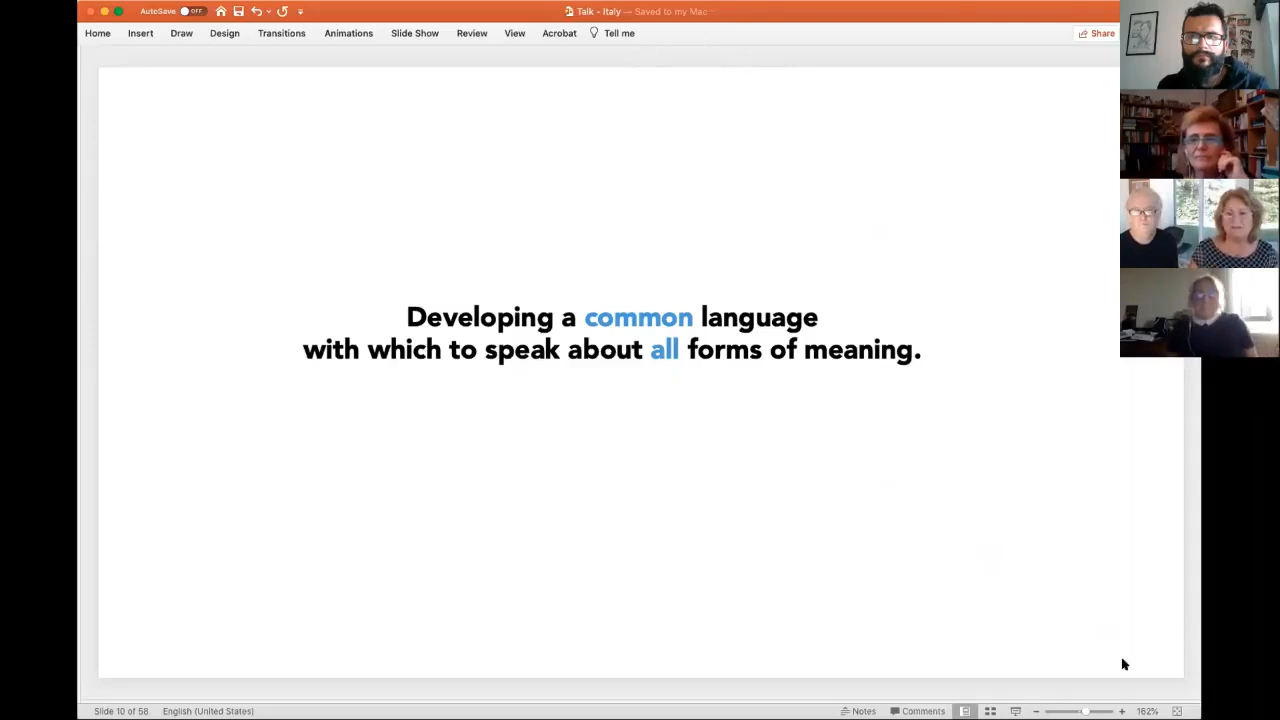 AutoSave OFF
Talk - Italy — Saved to my Mac
Home Insert Draw Design Transitions Animations Slide Show Review View Acrobat Tell me
Share
Developing a common language
with which to speak about all forms of meaning.
Slide 10 of 58 English (United States)
Notes Comments 162%